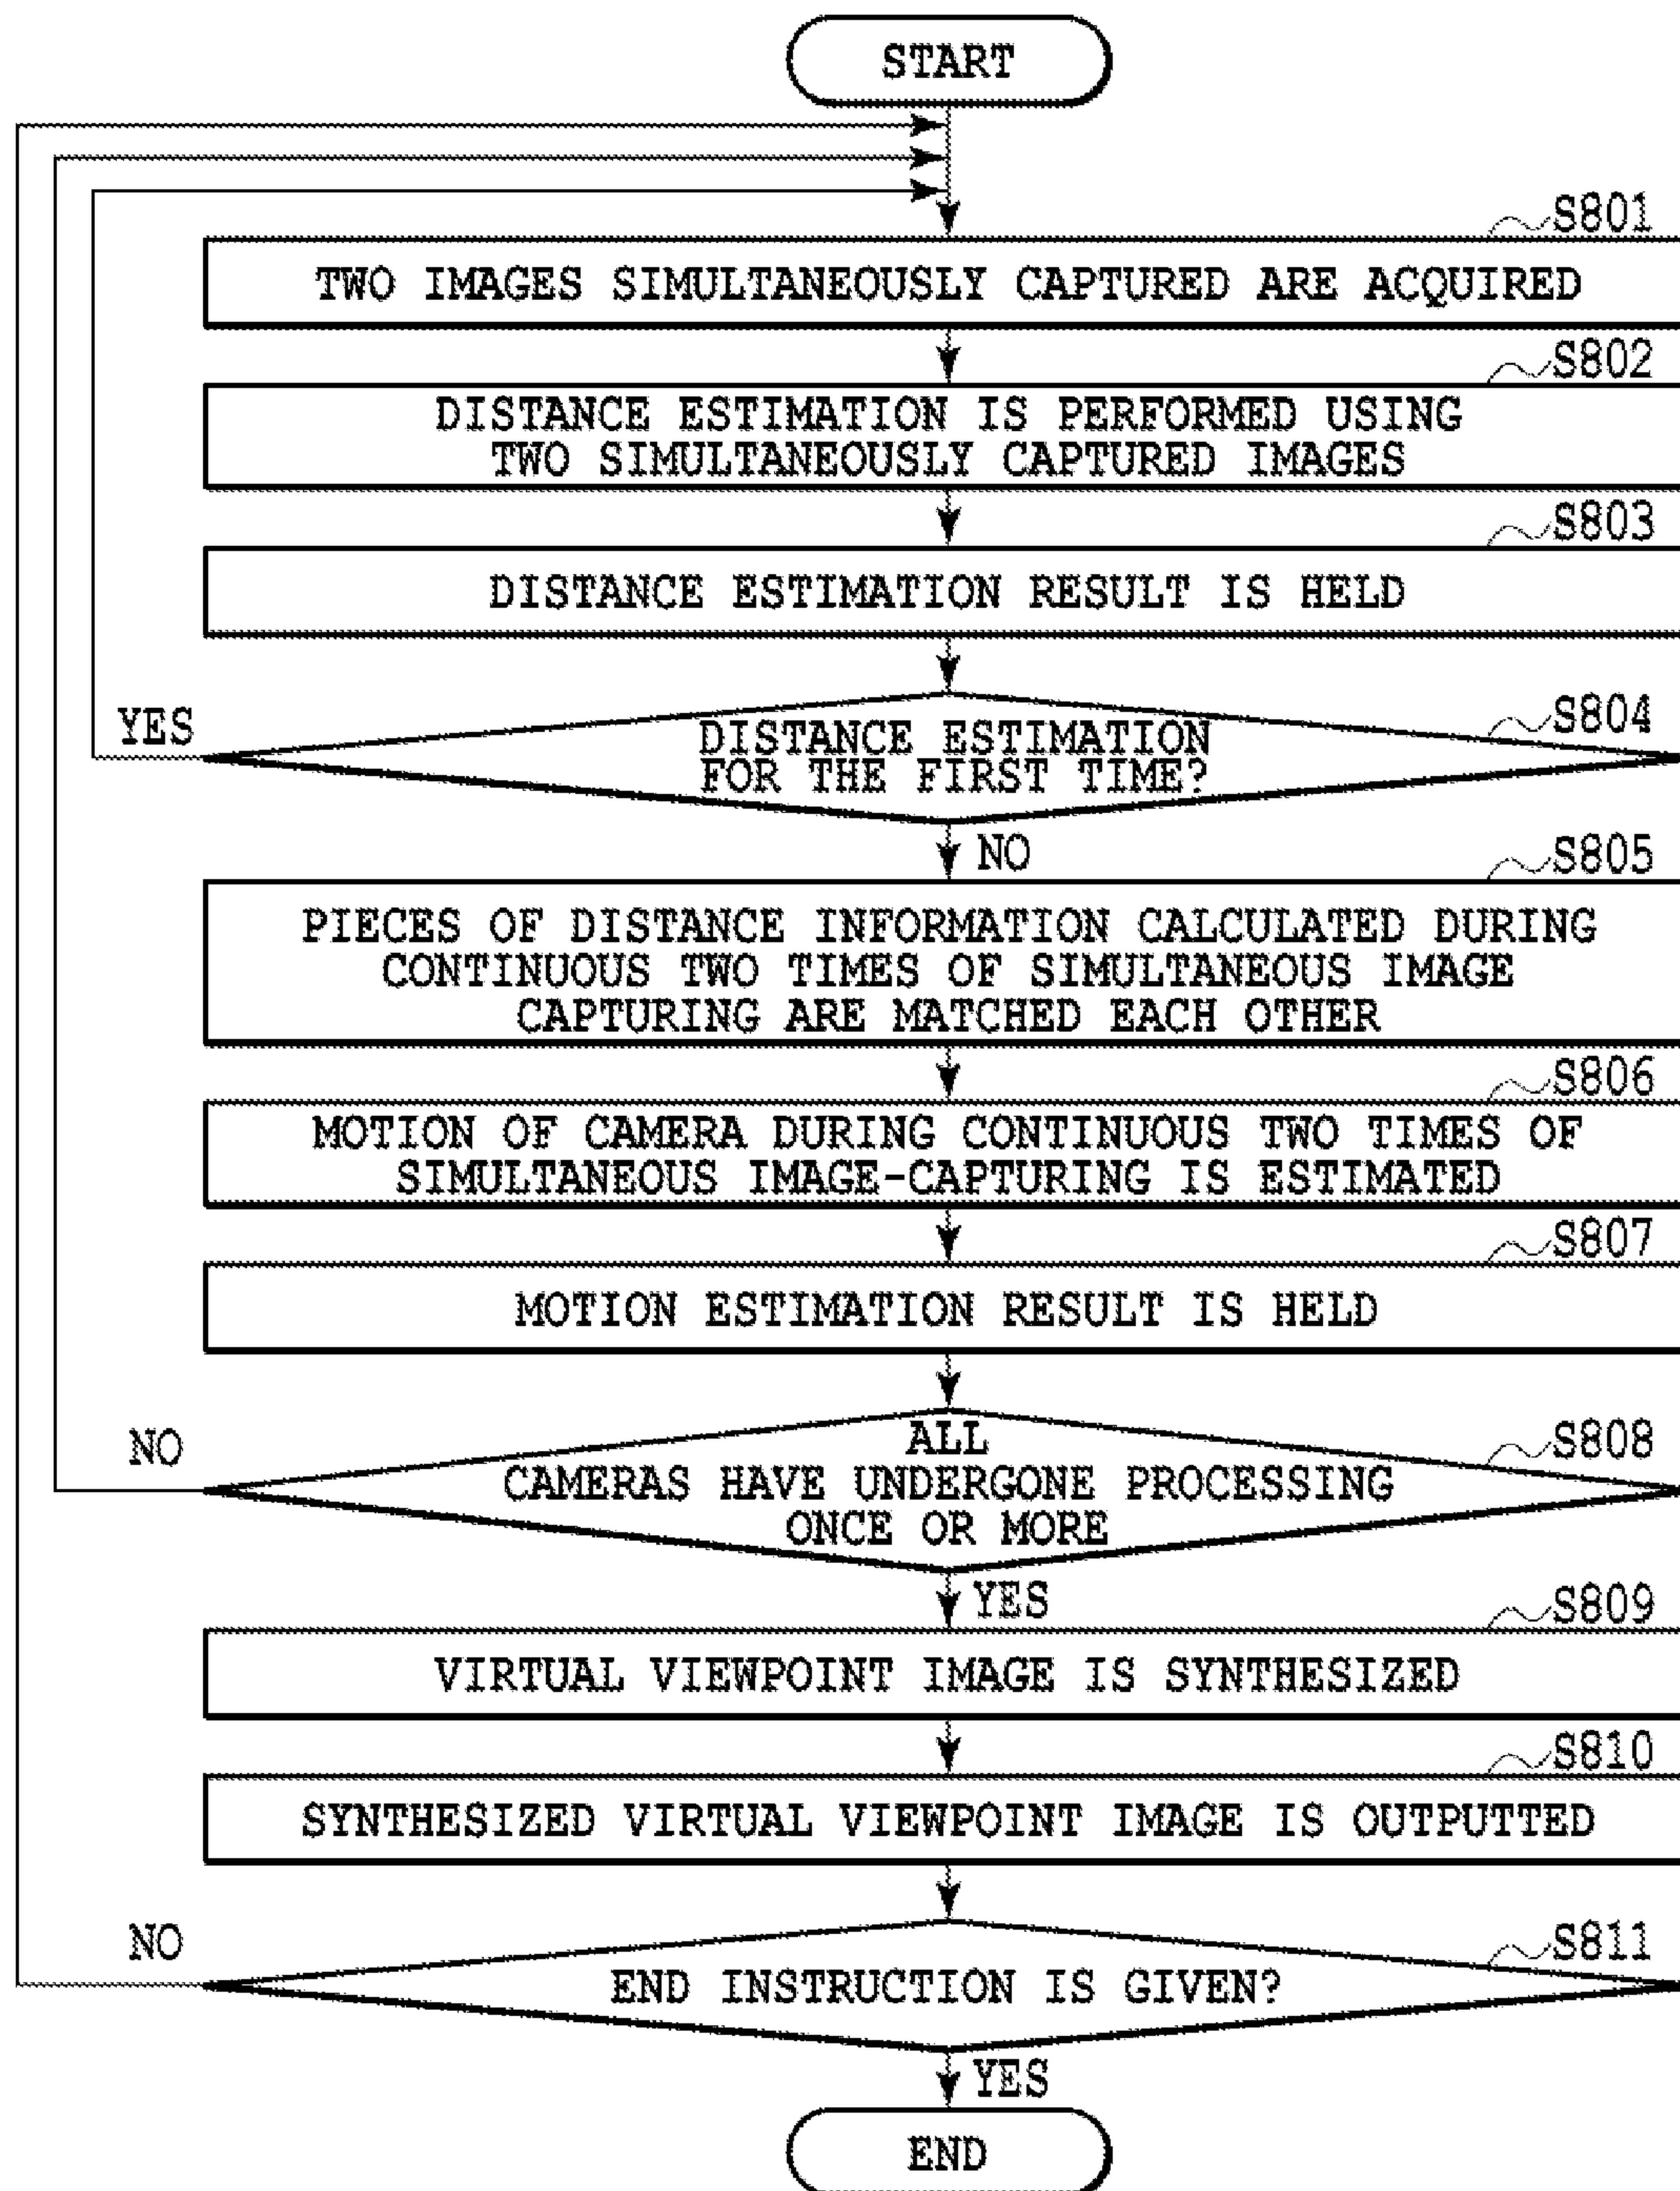 START
S801
TWO IMAGES SIMULTANEOUSLY CAPTURED ARE ACQUIRED
S802
DISTANCE ESTIMATION IS PERFORMED USING
TWO SIMULTANEOUSLY CAPTURED IMAGES
S803
DISTANCE ESTIMATION RESULT IS HELD
S804
YES
DISTANCE ESTIMATION
FOR THE FIRST TIME?
NO
S805
PIECES OF DISTANCE INFORMATION CALCULATED DURING
CONTINUOUS TWO TIMES OF SIMULTANEOUS IMAGE
CAPTURING ARE MATCHED EACH OTHER
S806
MOTION OF CAMERA DURING CONTINUOUS TWO TIMES OF
SIMULTANEOUS IMAGE-CAPTURING IS ESTIMATED
S807
MOTION ESTIMATION RESULT IS HELD
S808
NO
ALL
CAMERAS HAVE UNDERGONE PROCESSING
ONCE OR MORE
YES
S809
VIRTUAL VIEWPOINT IMAGE IS SYNTHESIZED
S810
SYNTHESIZED VIRTUAL VIEWPOINT IMAGE IS OUTPUTTED
S811
NO
END INSTRUCTION IS GIVEN?
YES
END